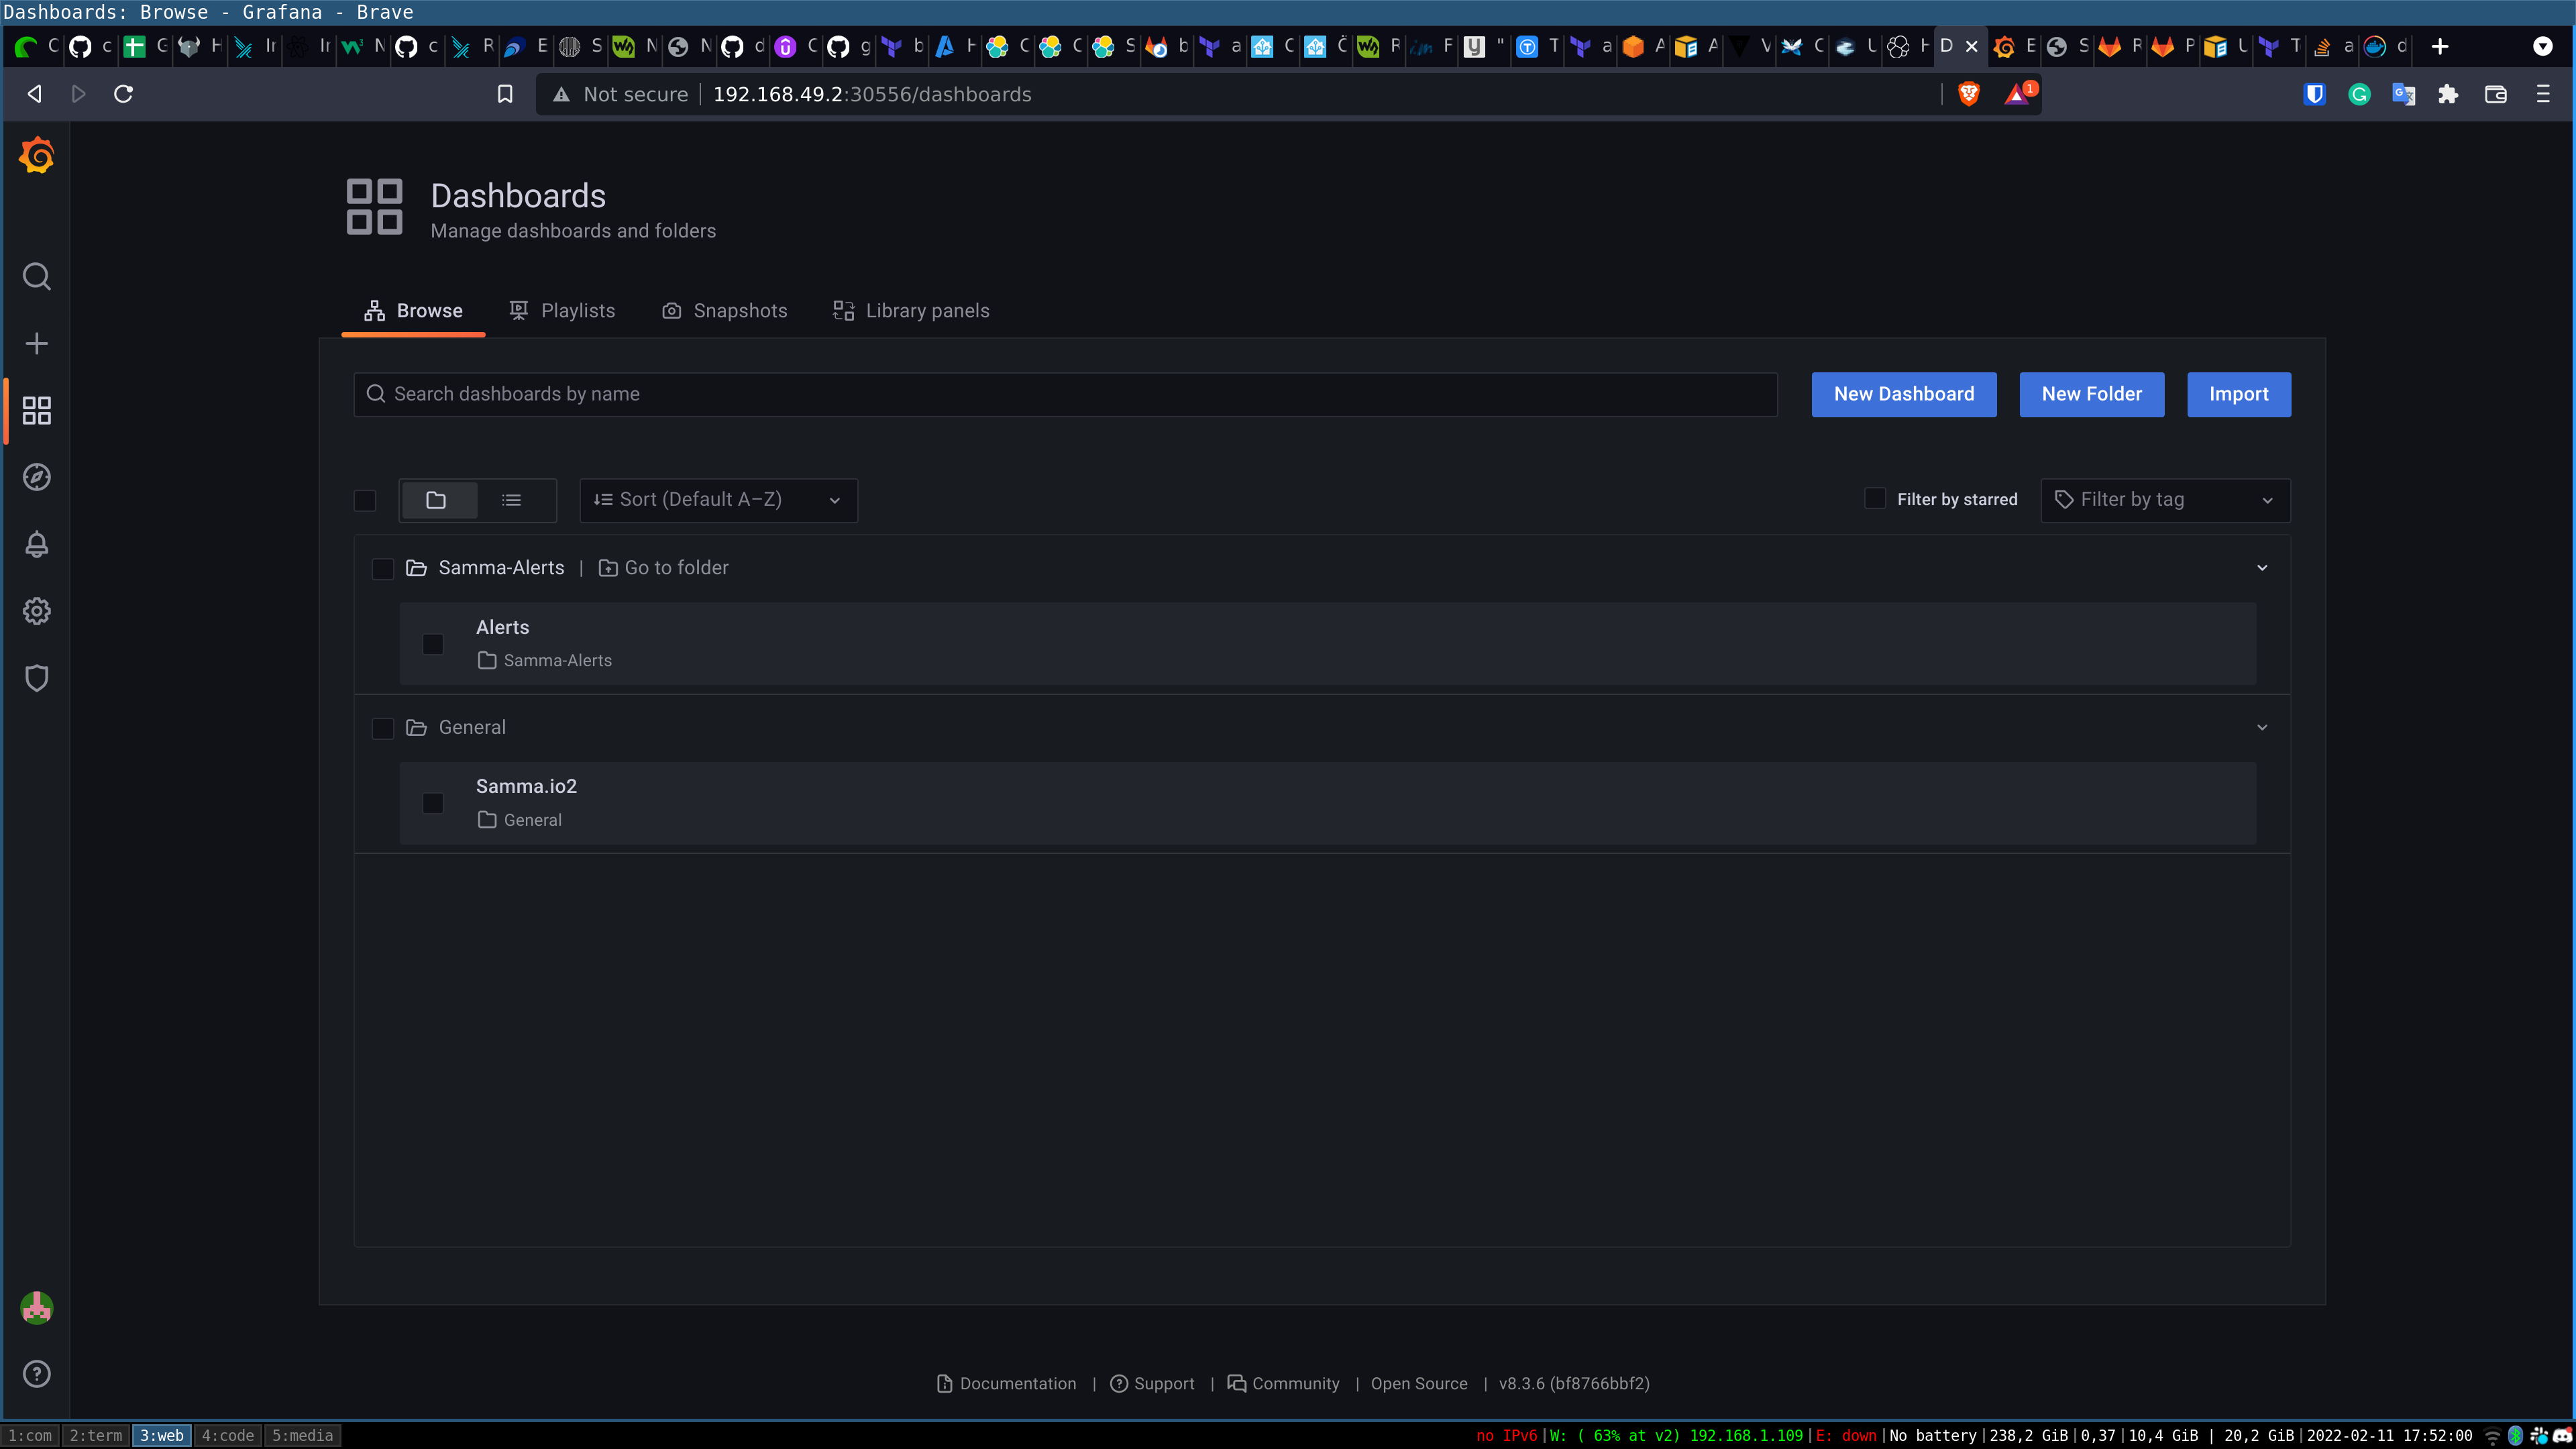 Dashboards: Browse - Grafana - Brave
Not secure | 192.168.49.2:30556/dashboards
1
Dashboards
Manage dashboards and folders
Browse Playlists Snapshots Library panels
Search dashboards by name New Dashboard New Folder Import
Sort (Default A–Z) Filter by starred Filter by tag
Samma-Alerts | Go to folder
Alerts
Samma-Alerts
General
Samma.io2
General
Documentation | Support | Community | Open Source | v8.3.6 (bf8766bbf2)
1:com 2:term 3:web 4:code 5:media no IPv6|W: ( 63% at v2) 192.168.1.109|E: down|No battery|238,2 GiB|0,37|10,4 GiB | 20,2 GiB|2022-02-11 17:52:00